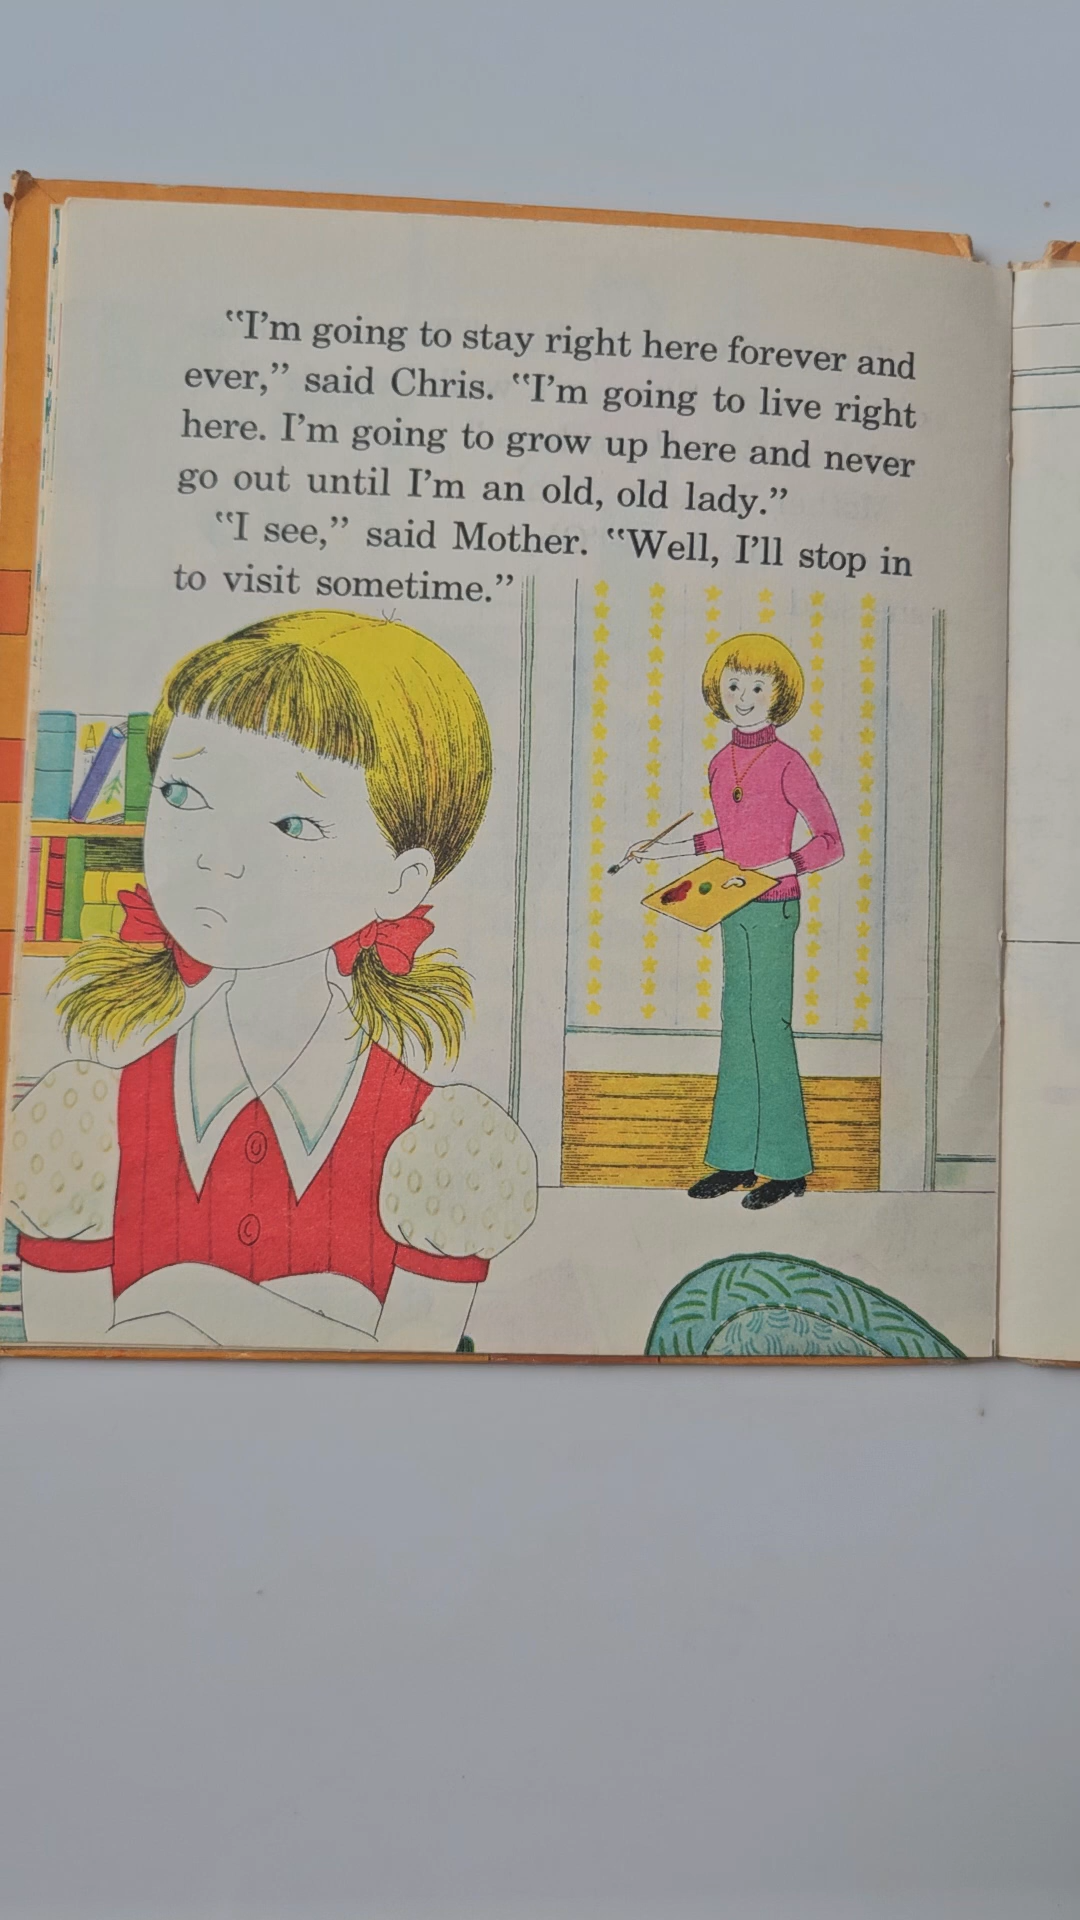 “I’m going to stay right here forever and
ever,” said Chris. “I’m going to live right
here. I’m going to grow up here and never
go out until I’m an old, old lady.”
“I see,” said Mother. “Well, I’ll stop in
to visit sometime.”